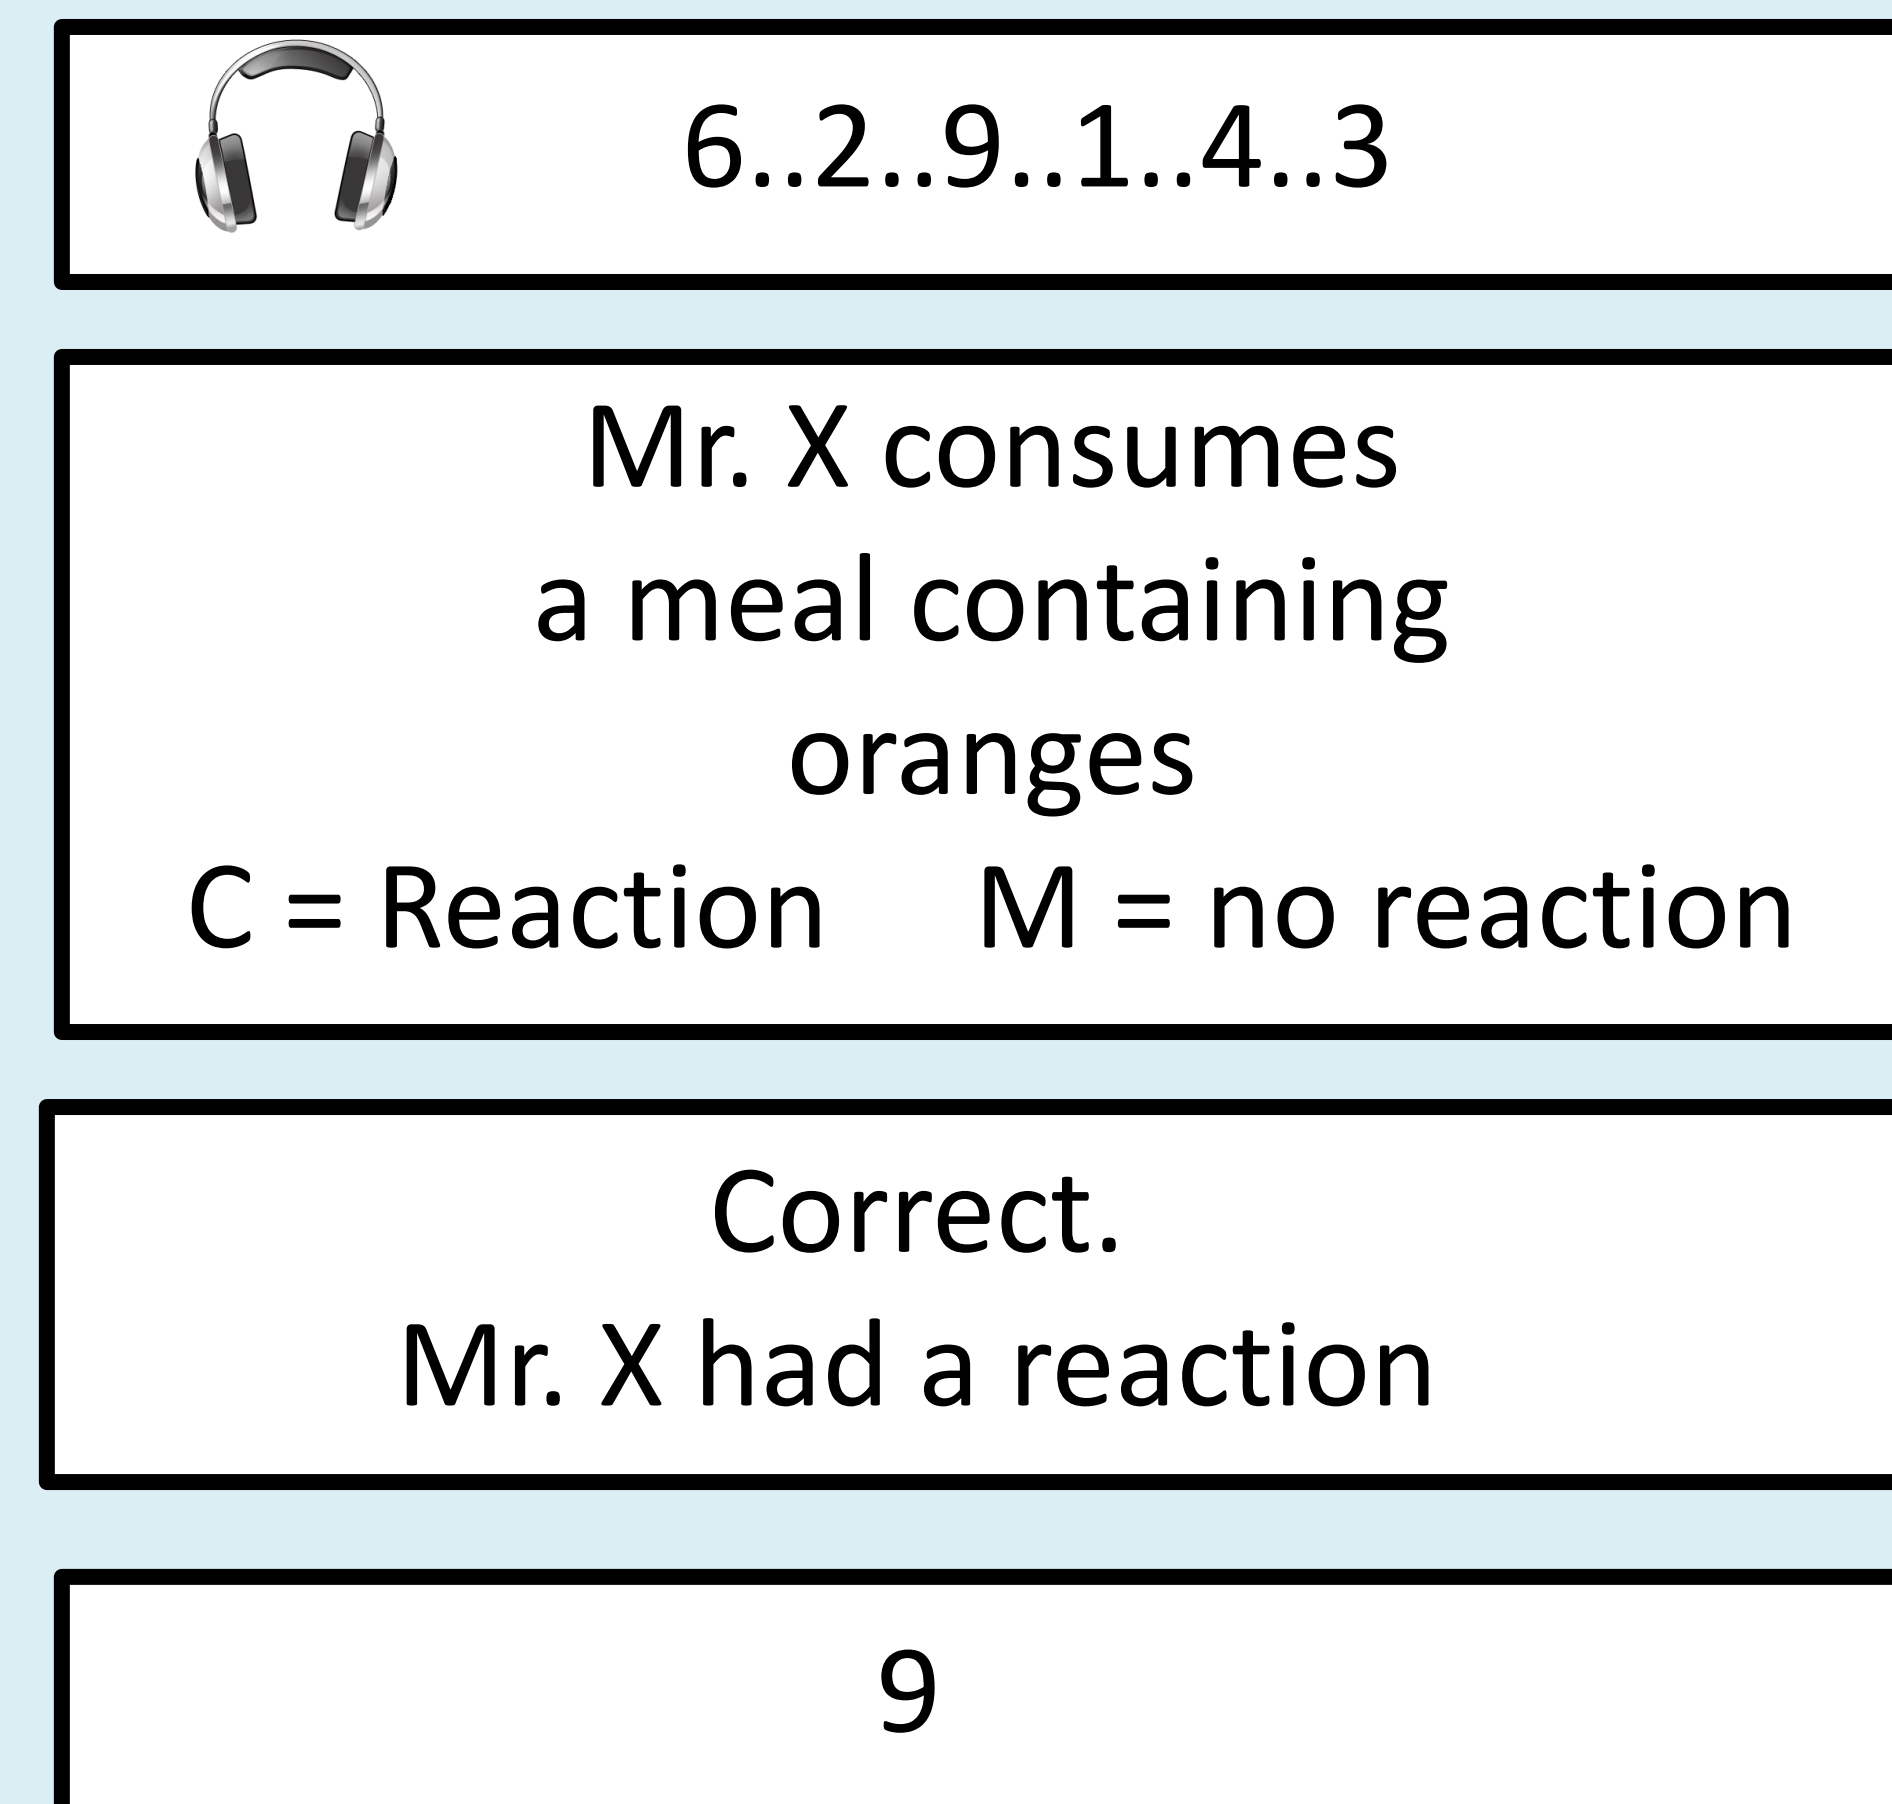 6..2..9..1..4..3
Mr. X consumes
a meal containing
oranges
C = Reaction M = no reaction
Correct.
Mr. X had a reaction
9